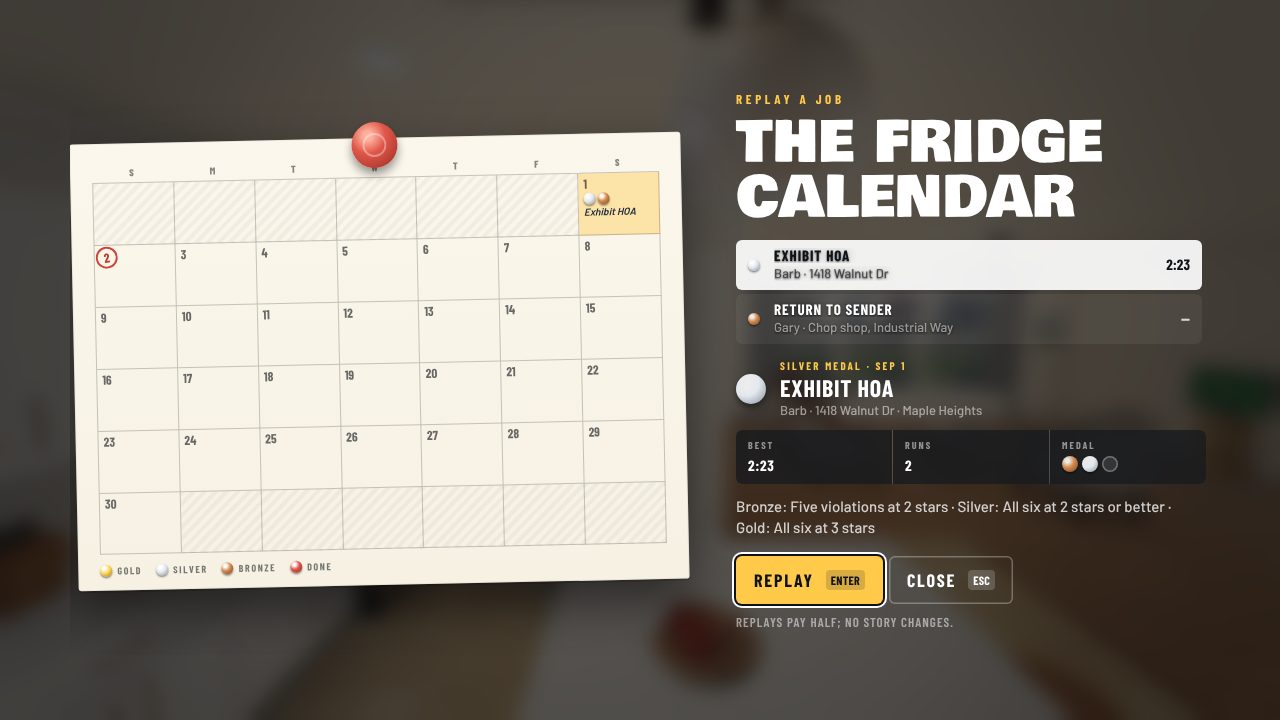 REPLAY A JOB
THE FRIDGE
CALENDAR
S M T W T F S
1
Exhibit HOA
2 3 4 5 6 7 8
9 10 11 12 13 14 15
16 17 18 19 20 21 22
23 24 25 26 27 28 29
30
GOLD SILVER BRONZE DONE
EXHIBIT HOA
Barb · 1418 Walnut Dr
2:23
RETURN TO SENDER
Gary · Chop shop, Industrial Way
–
SILVER MEDAL · SEP 1
EXHIBIT HOA
Barb · 1418 Walnut Dr · Maple Heights
BEST RUNS MEDAL
2:23 2
Bronze: Five violations at 2 stars · Silver: All six at 2 stars or better ·
Gold: All six at 3 stars
REPLAY ENTER CLOSE ESC
REPLAYS PAY HALF; NO STORY CHANGES.